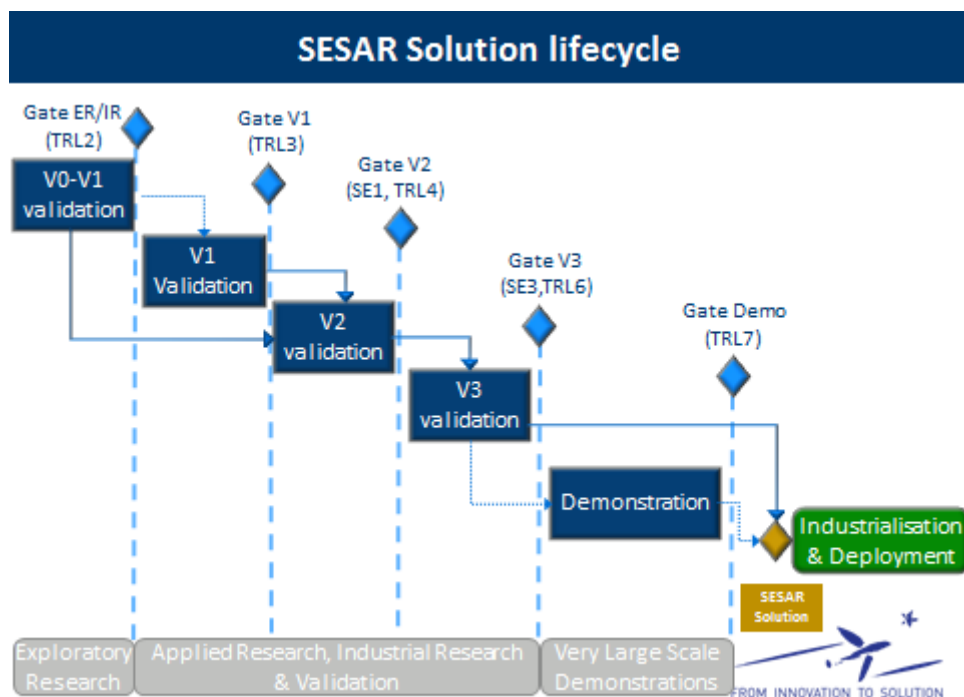 SESAR Solution lifecycle
Gate ER/IR
(TRL2)
Gate V1
(TRL3)
Gate V2
(SE1, TRL4)
V0-V1
validation
V1
Validation
Gate V3
(SE3,TRL6)
V2
validation
Gate Demo
(TRL7)
V3
validation
Demonstration
Industrialisation
& Deployment
SESAR
Solution
Exploratory
Research
Applied Research, Industrial Research
& Validation
Very Large Scale
Demonstrations
FROM INNOVATION TO SOLUTION